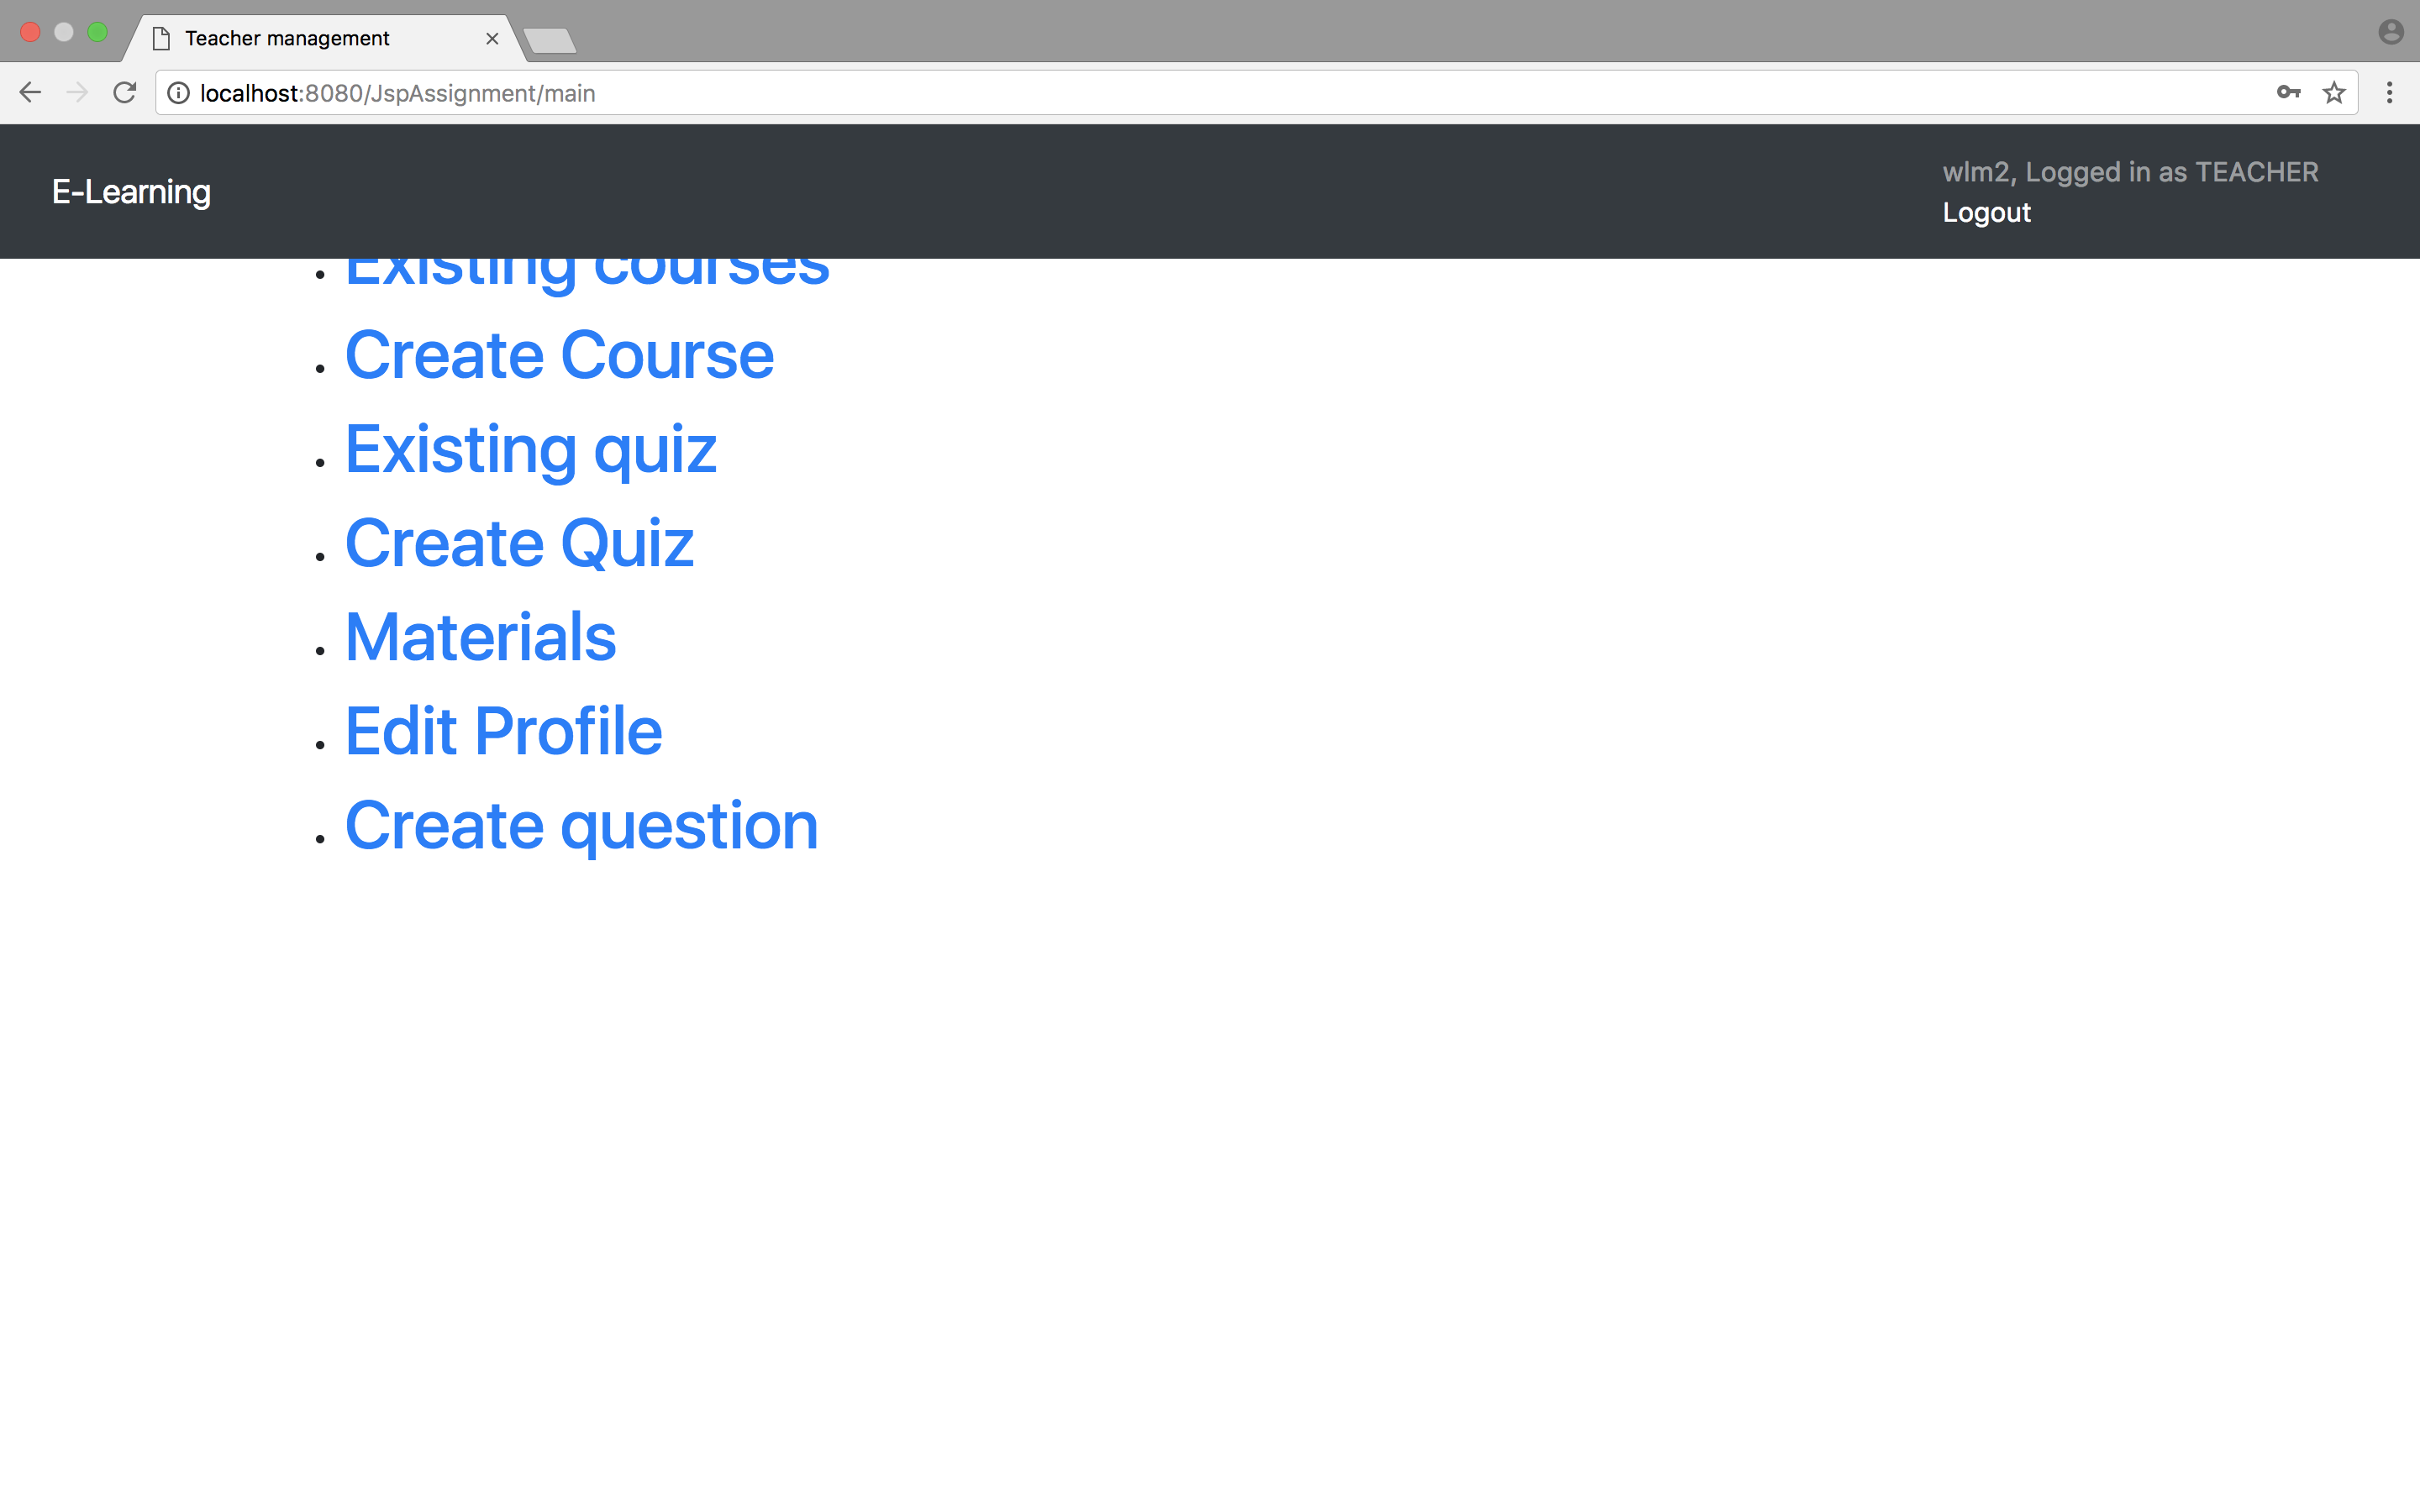 Teacher management
localhost:8080/JspAssignment/main
E-Learning
wlm2, Logged in as TEACHER
Logout
Existing courses
Create Course
Existing quiz
Create Quiz
Materials
Edit Profile
Create question